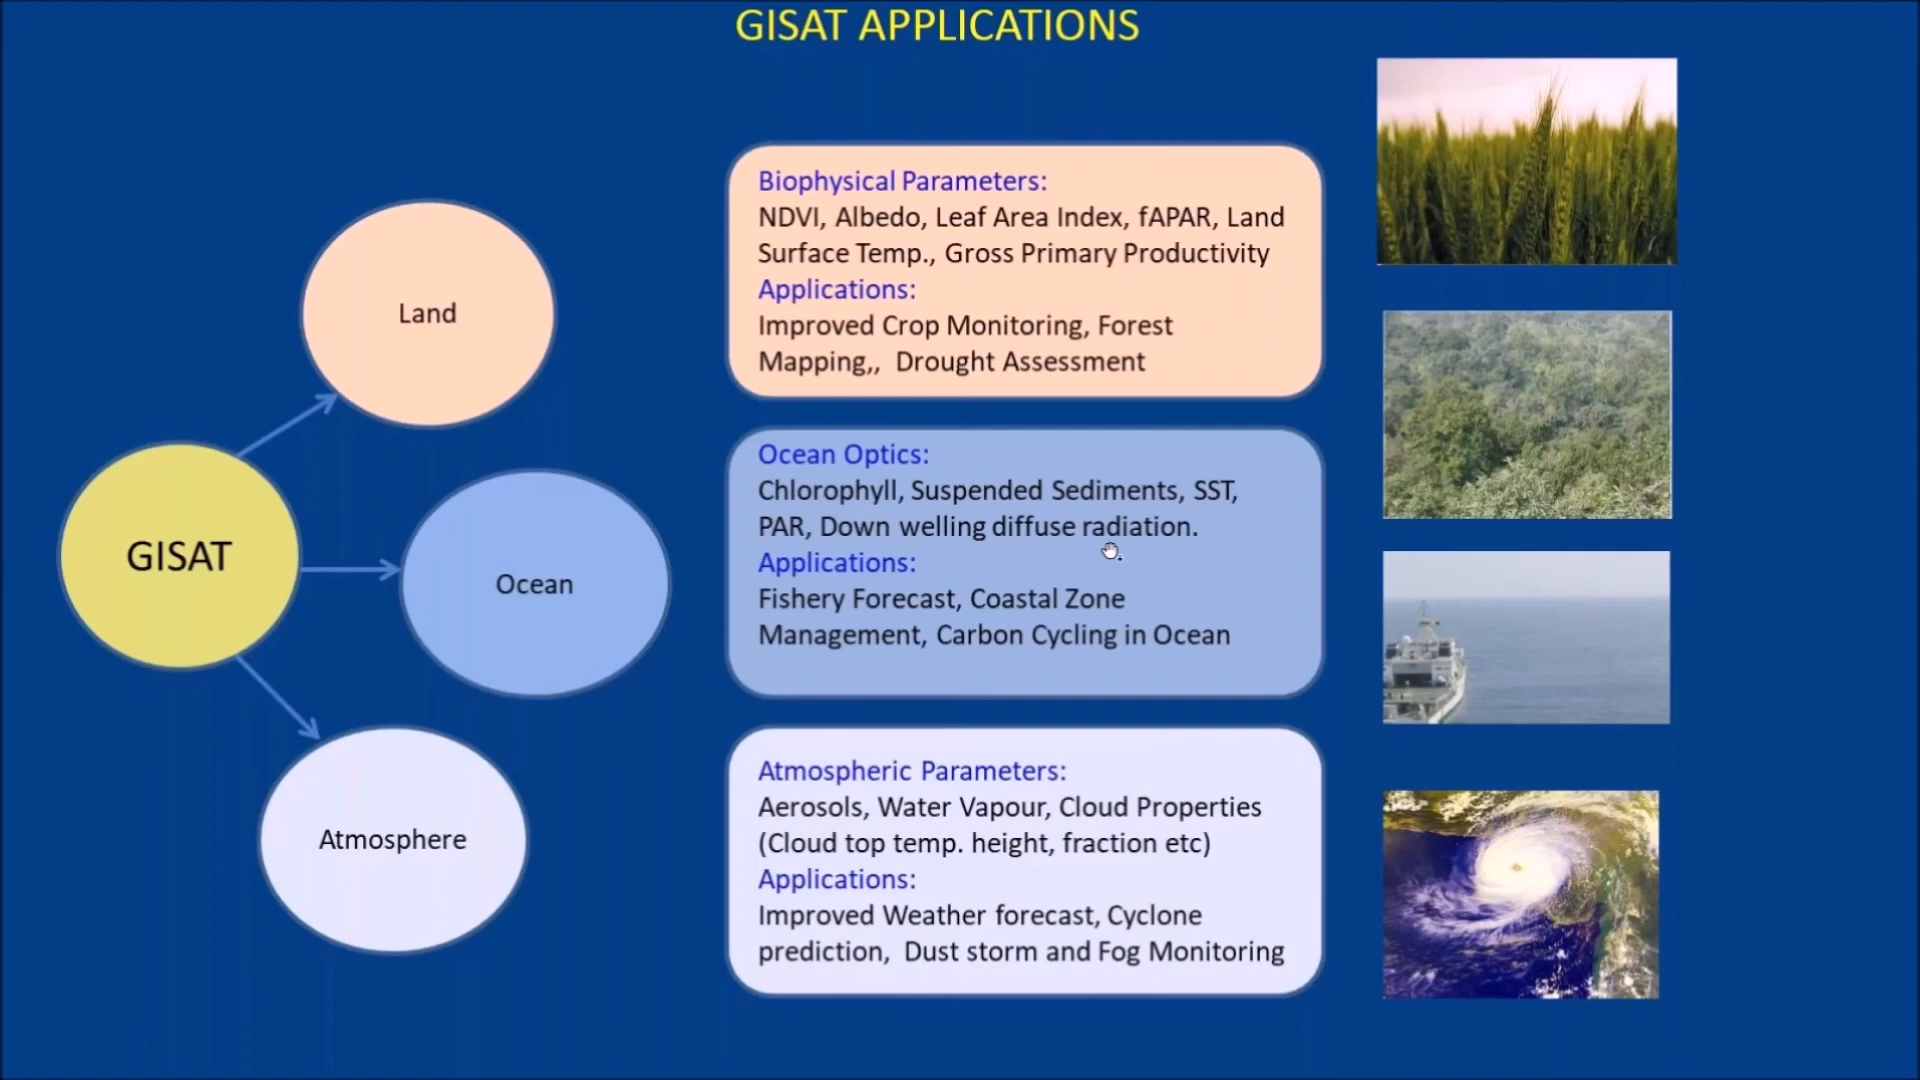 GISAT APPLICATIONS
GISAT
Land
Ocean
Atmosphere
Biophysical Parameters:
NDVI, Albedo, Leaf Area Index, fAPAR, Land
Surface Temp., Gross Primary Productivity
Applications:
Improved Crop Monitoring, Forest
Mapping,, Drought Assessment
Ocean Optics:
Chlorophyll, Suspended Sediments, SST,
PAR, Down welling diffuse radiation.
Applications:
Fishery Forecast, Coastal Zone
Management, Carbon Cycling in Ocean
Atmospheric Parameters:
Aerosols, Water Vapour, Cloud Properties
(Cloud top temp. height, fraction etc)
Applications:
Improved Weather forecast, Cyclone
prediction, Dust storm and Fog Monitoring